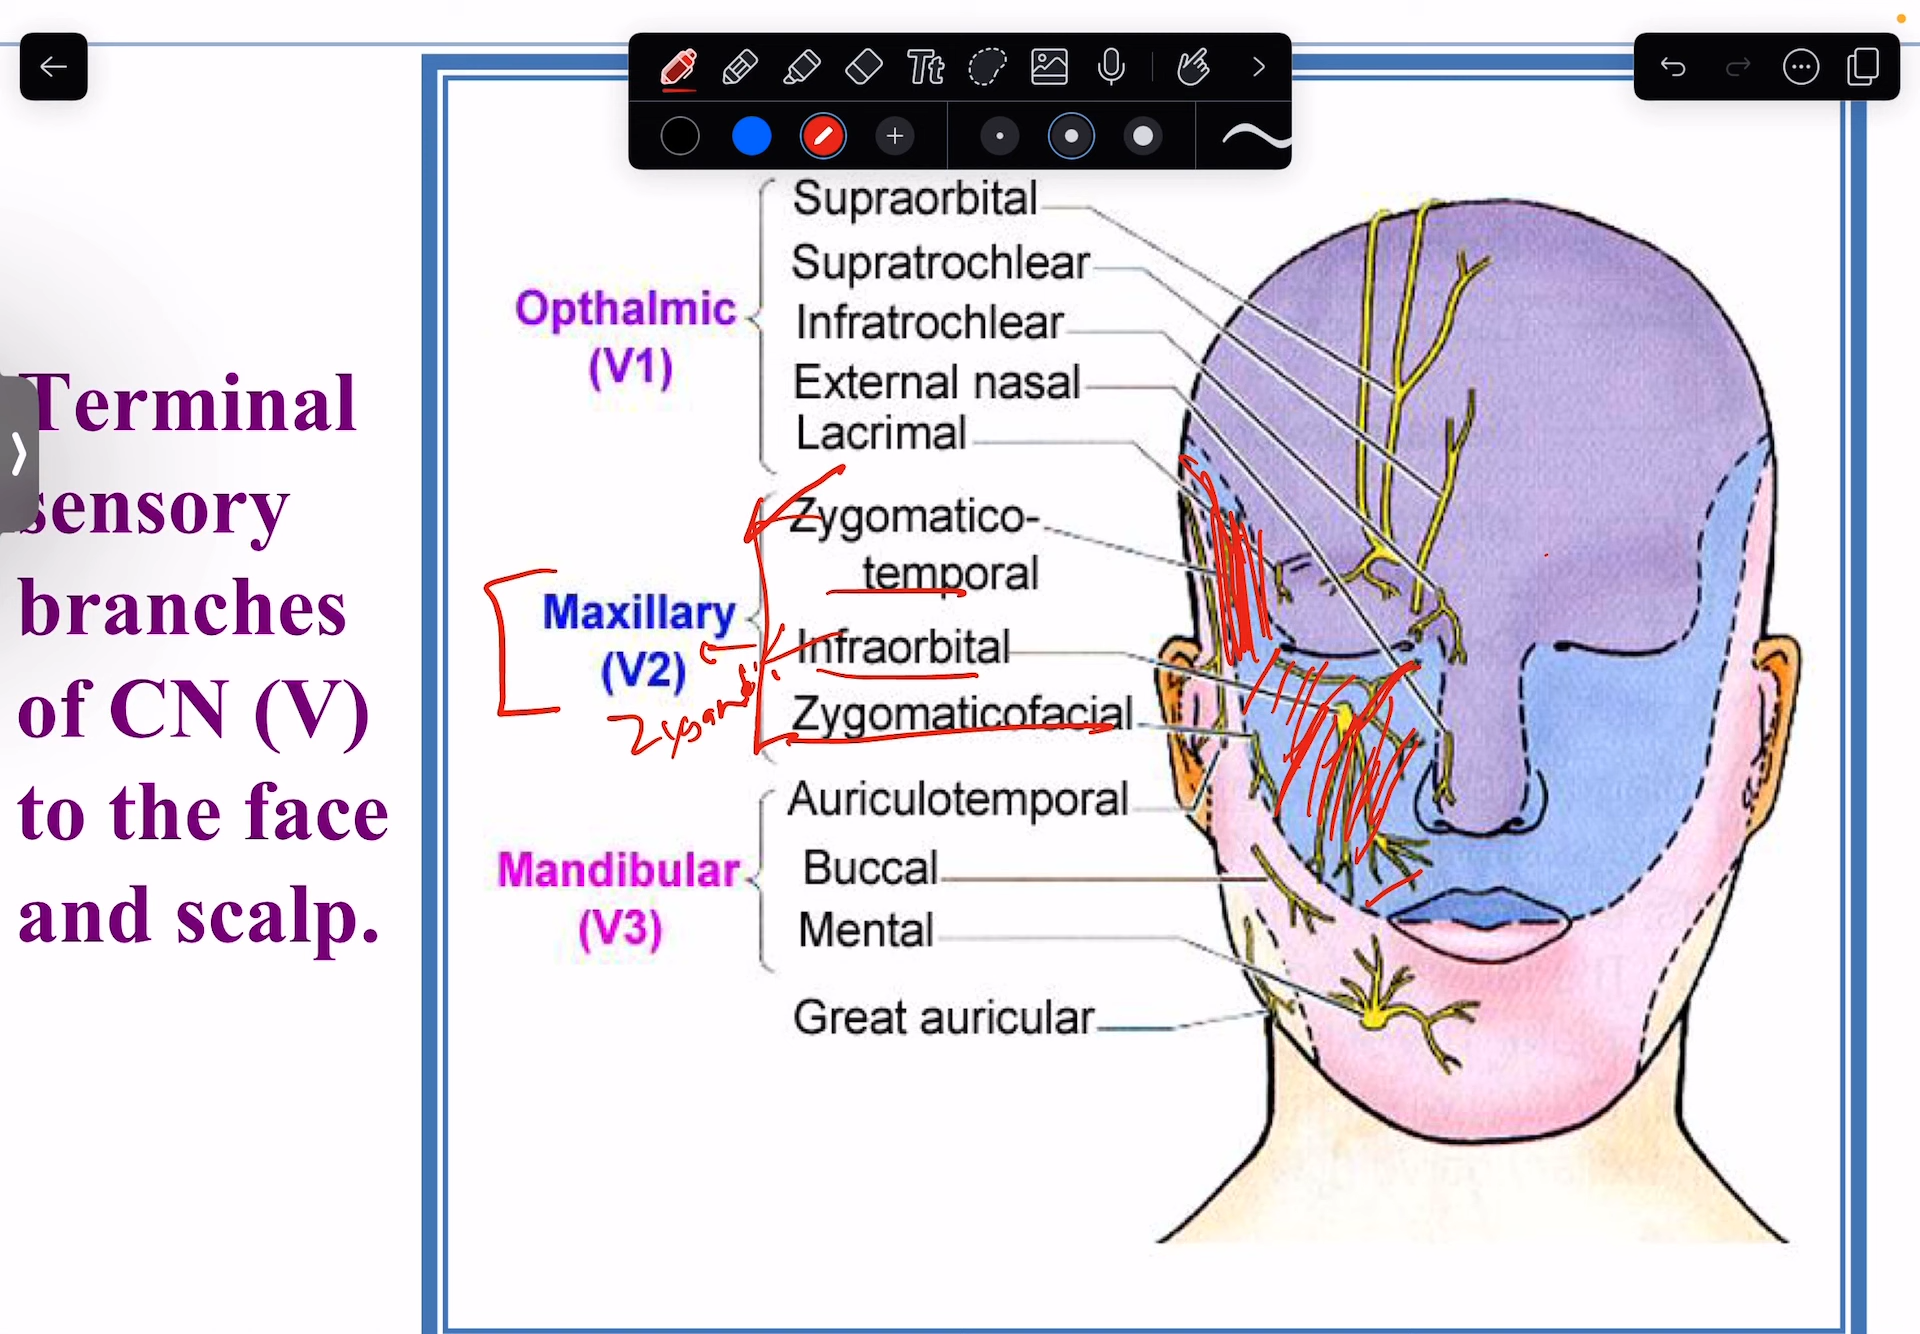 Tt
Terminal
sensory
branches
of CN (V)
to the face
and scalp.
Opthalmic
(V1)
Supraorbital
Supratrochlear
Infratrochlear
External nasal
Lacrimal
Maxillary
(V2)
Zygomatico-
temporal
Infraorbital
Zygomaticofacial
Mandibular
(V3)
Auriculotemporal
Buccal
Mental
Great auricular